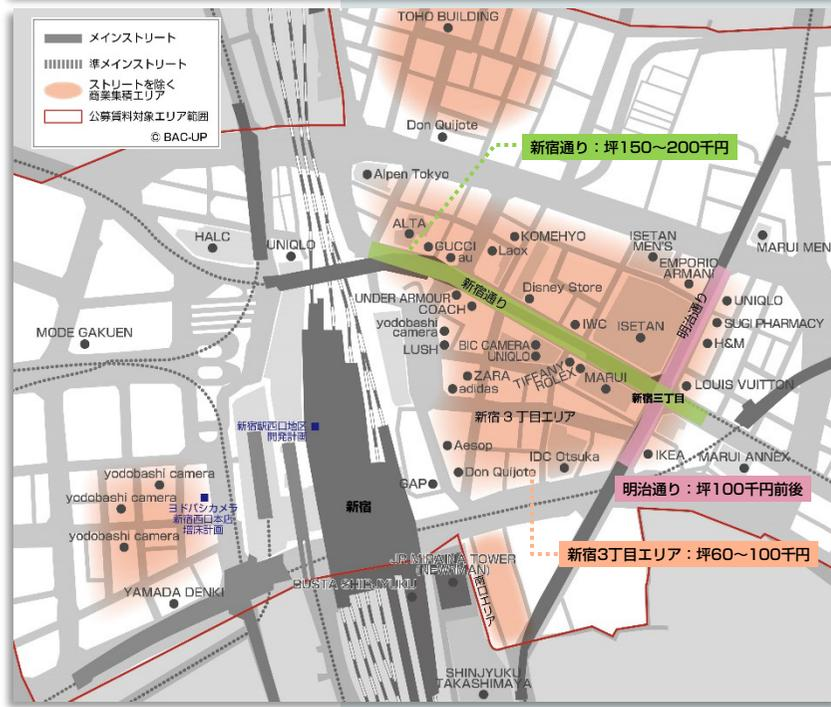 メインストリート
準メインストリート
ストリートを除く
商業集積エリア
公募賃料対象エリア範囲
© BAC-UP
TOHO BUILDING
Don Quijote
新宿通り：坪150～200千円
Alpen Tokyo
ALTA
GUCCI
au
KOMEHYO
Laox
ISETAN
MEN'S
EMPORIO
ARMANI
MARUI MEN
HALC
UNIQLO
Disney Store
新宿通り
明治通り
UNDER ARMOUR
COACH
yodobashi
camera
LUSH
IWC
ISETAN
UNIQLO
SUGI PHARMACY
H&M
MODE GAKUEN
BIC CAMERA
UNIQLO
TIFFANY
ROLEX
MARUI
ZARA
adidas
LOUIS VUITTON
新宿三丁目
新宿３丁目エリア
新宿駅西口地区
開発計画
Aesop
Don Quijote
IDC Otsuka
IKEA
MARUI ANNEX
GAP
yodobashi camera
yodobashi camera
yodobashi camera
ヨドバシカメラ
新宿西口本店
増床計画
新宿
明治通り：坪100千円前後
新宿3丁目エリア：坪60～100千円
JR MIRAINA TOWER
(NEWMAN)
BUSTA SHINJYUKU
南口エリア
YAMADA DENKI
SHINJYUKU
TAKASHIMAYA